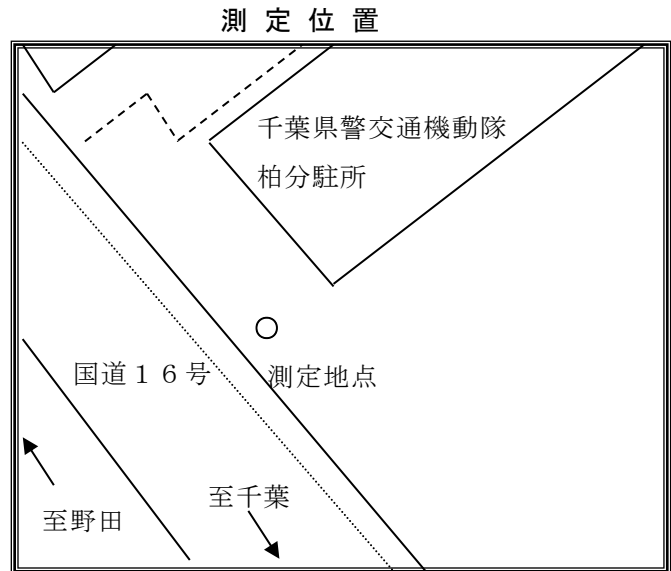 測 定 位 置
千葉県警交通機動隊
柏分駐所
国道１６号
測定地点
至千葉
至野田